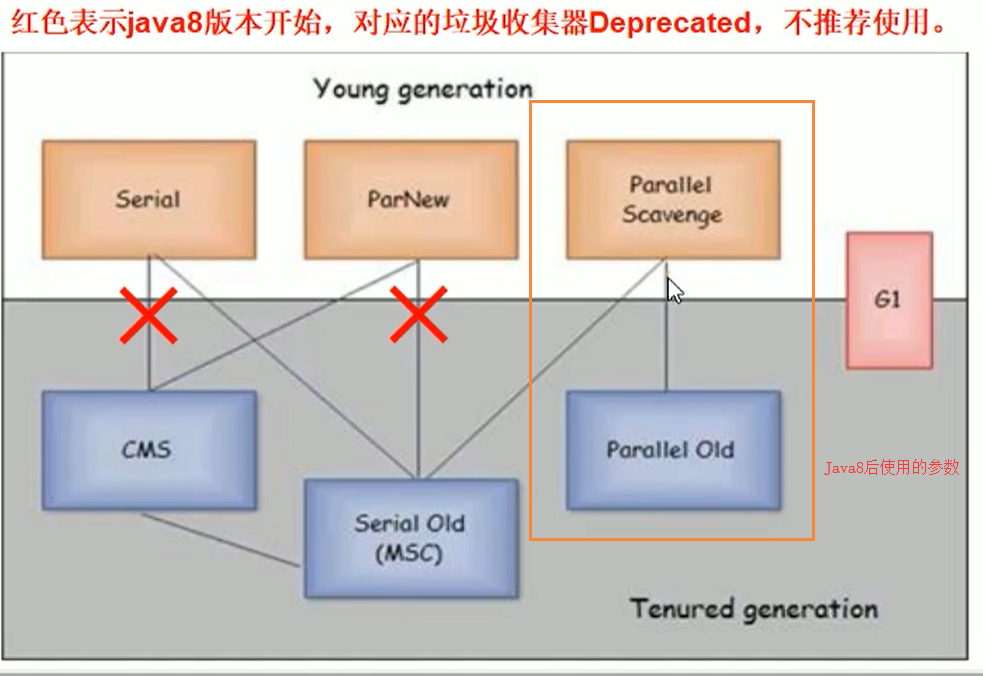 红色表示java8版本开始，对应的垃圾收集器Deprecated，不推荐使用。
Young generation
Serial
ParNew
Parallel
Scavenge
G1
CMS
Parallel Old
Java8后使用的参数
Serial Old
(MSC)
Tenured generation